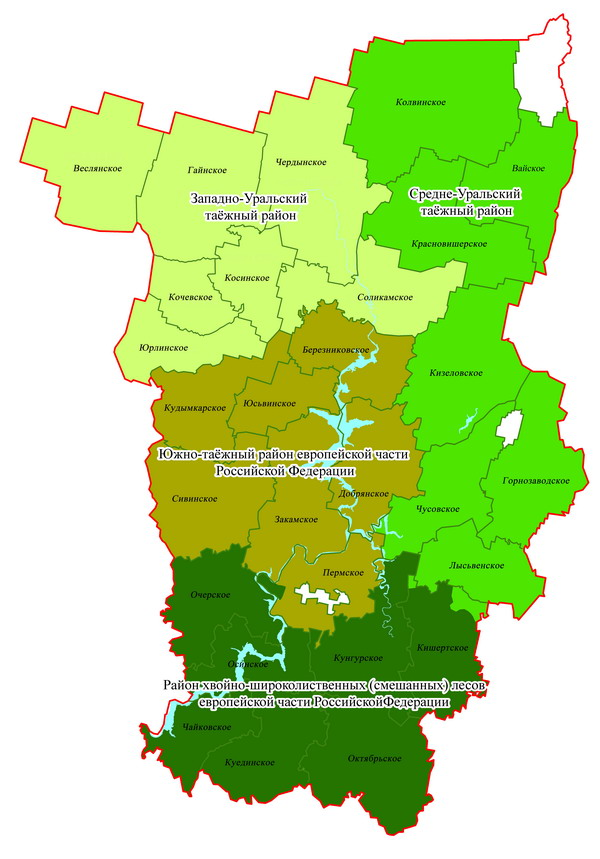 Колвинское
Веслянское
Гайнское
Чердынское
Вайское
Западно-Уральский
таёжный район
Средне-Уральский
таёжный район
Красновишерское
Косинское
Кочевское
Соликамское
Юрлинское
Березниковское
Кизеловское
Кудымкарское
Юсьвинское
Южно-таёжный район европейской части
Российской Федерации
Горнозаводское
Сивинское
Добрянское
Чусовское
Закамское
Лысьвенское
Пермское
Очерское
Кишертское
Осинское
Кунгурское
Район хвойно-широколиственных (смешанных) лесов
европейской части РоссийскойФедерации
Чайковское
Куединское
Октябрьское